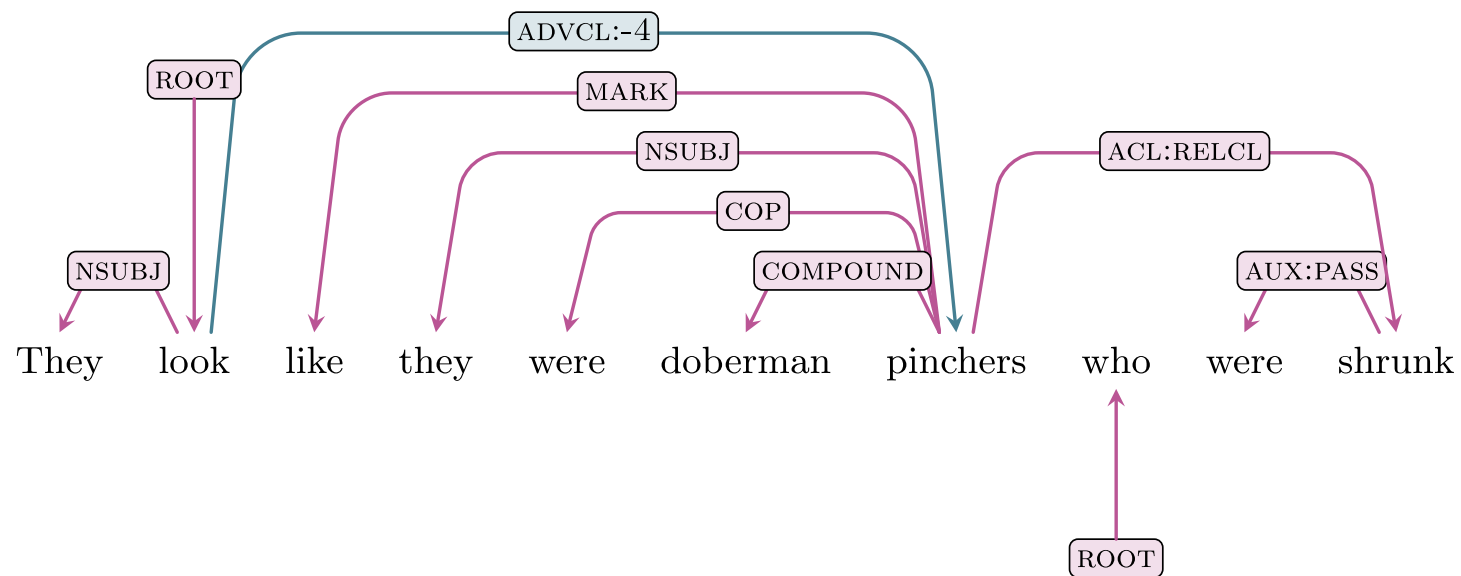 ADVCL:-4
ROOT
MARK
NSUBJ
ACL:RELCL
COP
NSUBJ
COMPOUND
AUX:PASS
They look like they were doberman pinchers who were shrunk
ROOT